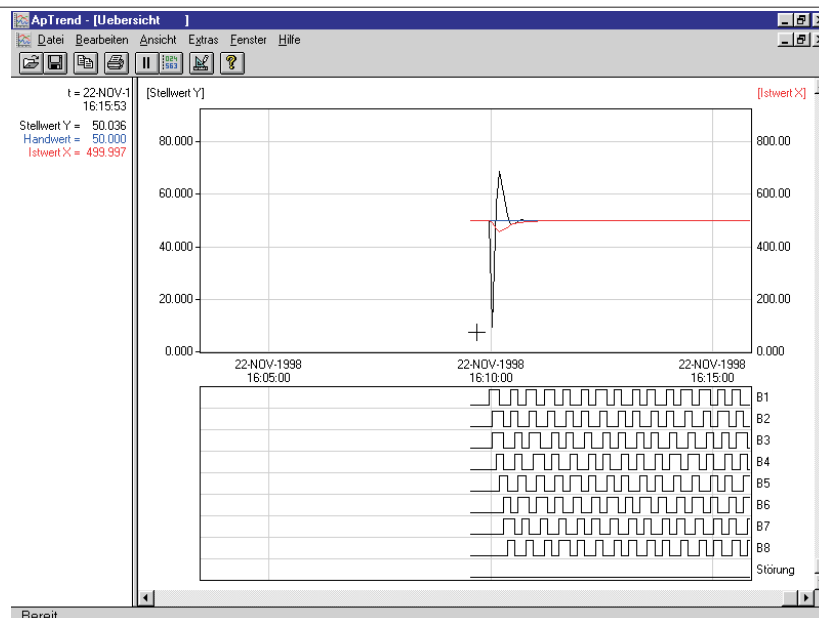 ApTrend - [Uebersicht ]
Datei Bearbeiten Ansicht Extras Fenster Hilfe
t = 22-NOV-1
16:15:53
Stellwert Y = 50.036
Handwert = 50.000
Istwert X = 499.997
[Stellwert Y] [Istwert X]
80.000 800.00
60.000 600.00
40.000 400.00
20.000 200.00
0.000 0.000
22-NOV-1998 22-NOV-1998 22-NOV-1998
16:05:00 16:10:00 16:15:00
B1
B2
B3
B4
B5
B6
B7
B8
Störung
Bereit